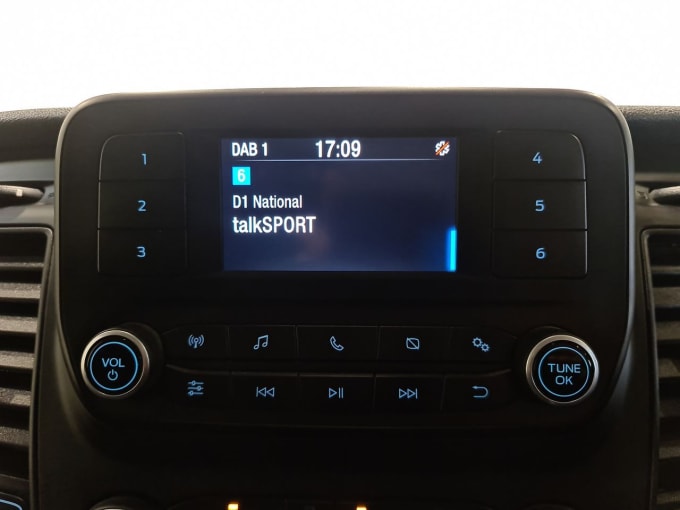 DAB 1 17:09
6
D1 National
talkSPORT
1
2
3
4
5
6
VOL
TUNE
OK